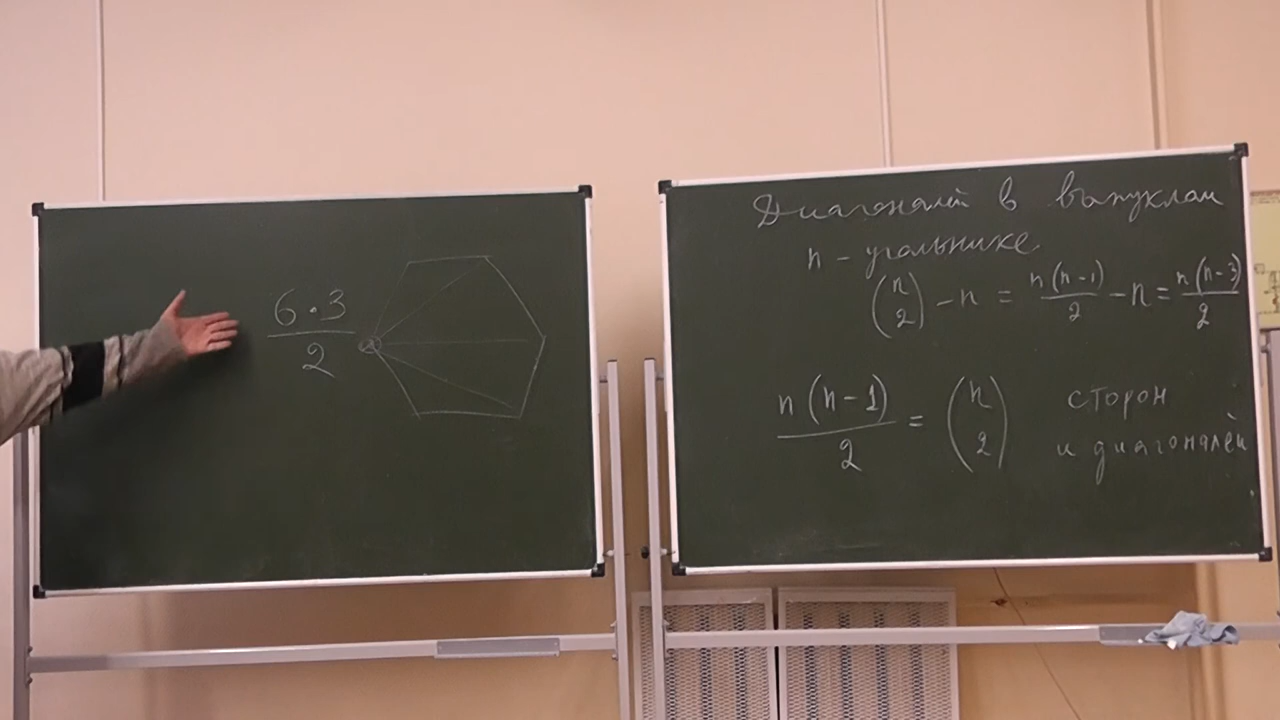 6·3
2
Диагоналей в выпуклом
n - угольнике
(n 2) - n = n(n-1)/2 - n = n(n-3)/2
n(n-1)/2 = (n 2) сторон
и диагоналей